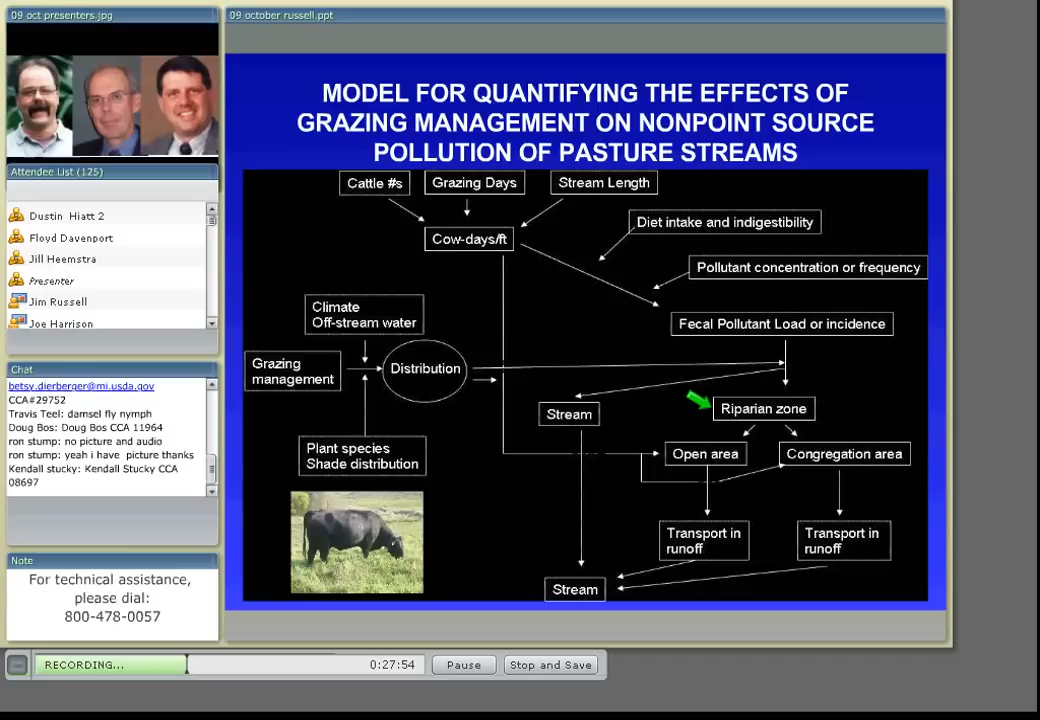 09 oct presenters.jpg
Attendee List (125)
Dustin Hiatt 2
Floyd Davenport
Jill Heemstra
Presenter
Jim Russell
Joe Harrison
Chat
betsy.dierberger@mi.usda.gov
CCA#29752
Travis Teel: damsel fly nymph
Doug Bos: Doug Bos CCA 11964
ron stump: no picture and audio
ron stump: yeah i have picture thanks
Kendall stucky: Kendall Stucky CCA
08697
Note
For technical assistance,
please dial:
800-478-0057
09 october russell.ppt
MODEL FOR QUANTIFYING THE EFFECTS OF
GRAZING MANAGEMENT ON NONPOINT SOURCE
POLLUTION OF PASTURE STREAMS
Cattle #s
Grazing Days
Stream Length
Cow-days/ft
Diet intake and indigestibility
Pollutant concentration or frequency
Climate
Off-stream water
Fecal Pollutant Load or incidence
Grazing
management
Distribution
Stream
Riparian zone
Plant species
Shade distribution
Open area
Congregation area
Transport in
runoff
Transport in
runoff
Stream
RECORDING...
0:27:54
Pause
Stop and Save